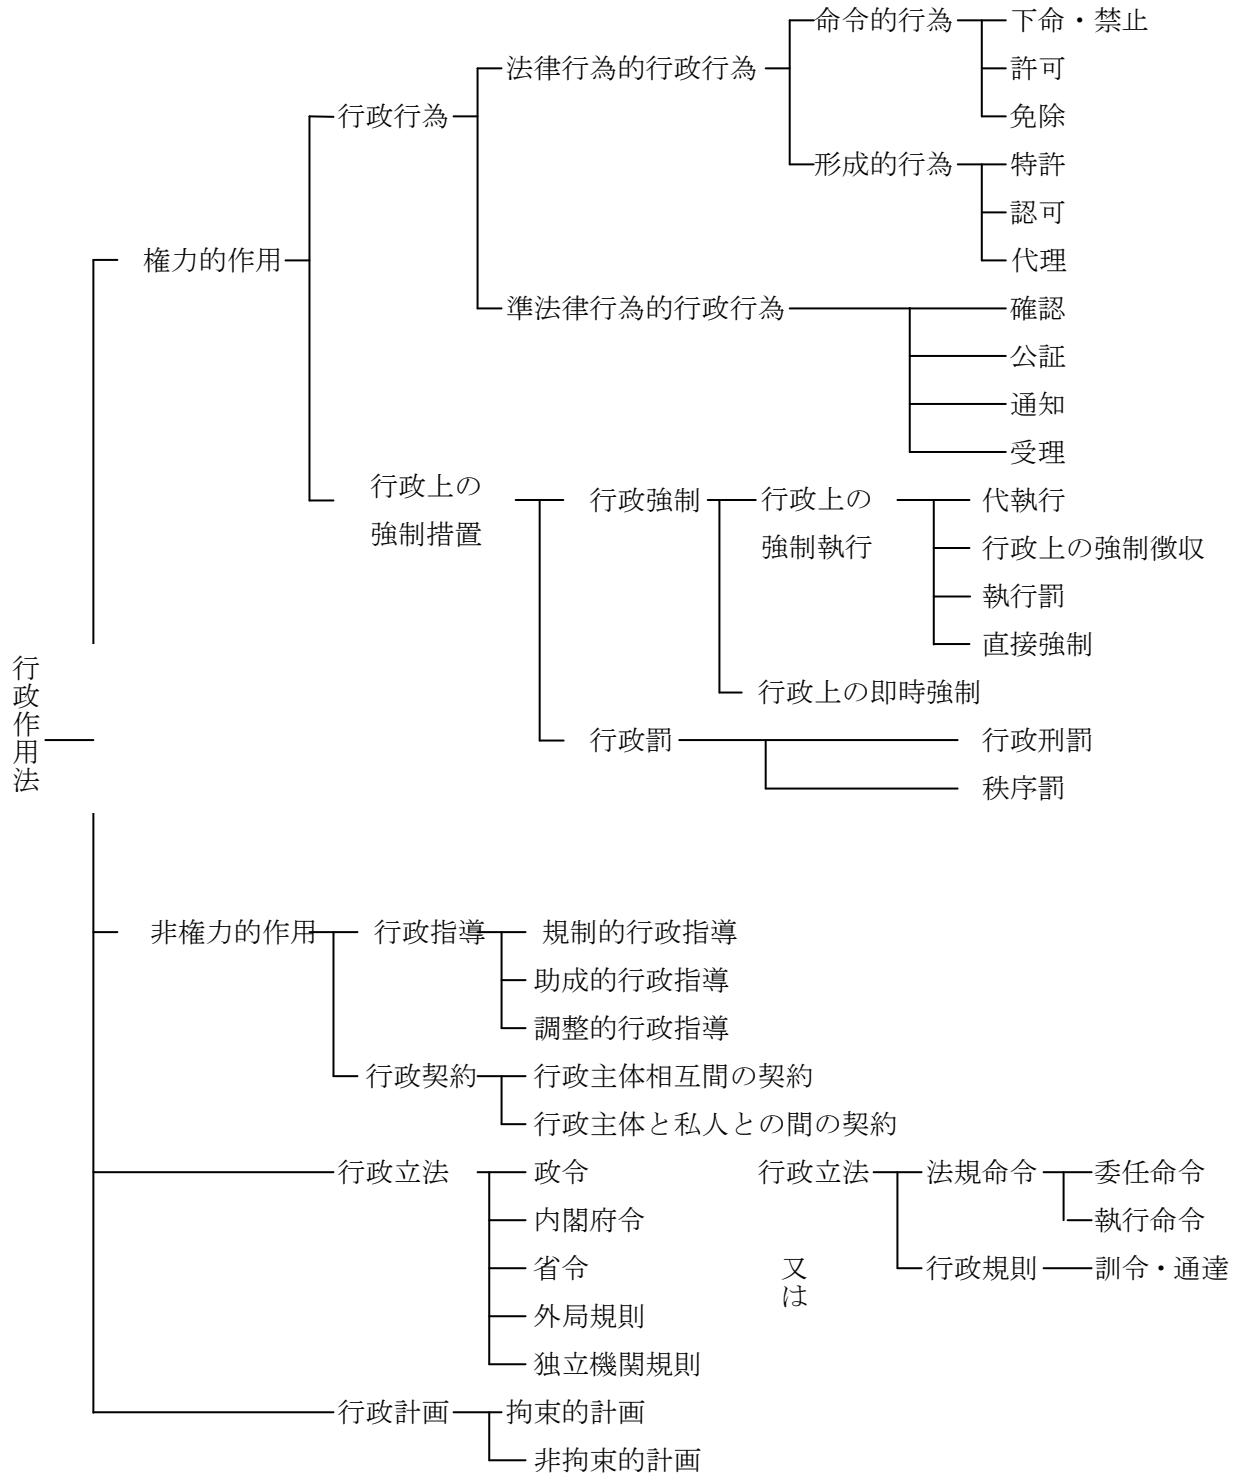 命令的行為 下命・禁止
法律行為的行政行為 許可
行政行為 免除
形成的行為 特許
認可
権力的作用 代理
準法律行為的行政行為 確認
公証
通知
受理
行政上の 行政強制 行政上の 代執行
強制措置 強制執行 行政上の強制徴収
執行罰
直接強制
行政作用法
行政上の即時強制
行政罰 行政刑罰
秩序罰
非権力的作用 行政指導 規制的行政指導
助成的行政指導
調整的行政指導
行政契約 行政主体相互間の契約
行政主体と私人との間の契約
行政立法 政令 行政立法 法規命令 委任命令
内閣府令 執行命令
省令 又は 行政規則 訓令・通達
外局規則
独立機関規則
行政計画 拘束的計画
非拘束的計画